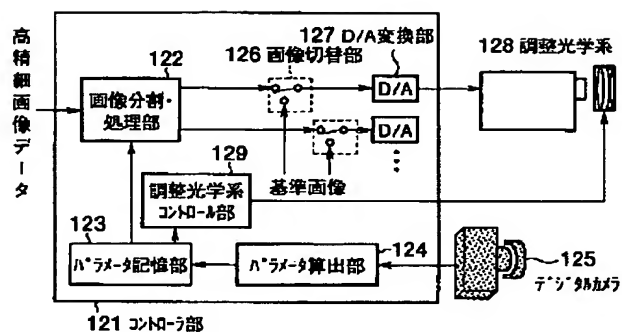 高精細画像データ
122
画像分割・
処理部
126 画像切替部
127 D/A変換部
D/A
D/A
基準画像
128 調整光学系
129
調整光学系
コントロール部
123
パラメータ記憶部
124
パラメータ算出部
125
デジタルカメラ
121 コントローラ部